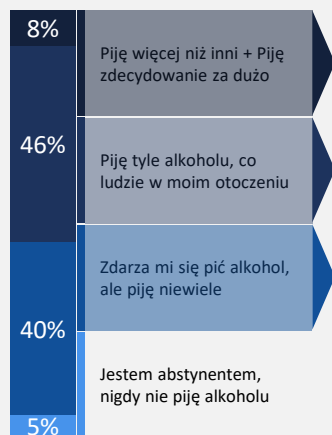 8%
Piję więcej niż inni + Piję
zdecydowanie za dużo
46%
Piję tyle alkoholu, co
ludzie w moim otoczeniu
Zdarza mi się pić alkohol,
ale piję niewiele
40%
Jestem abstynentem,
nigdy nie piję alkoholu
5%